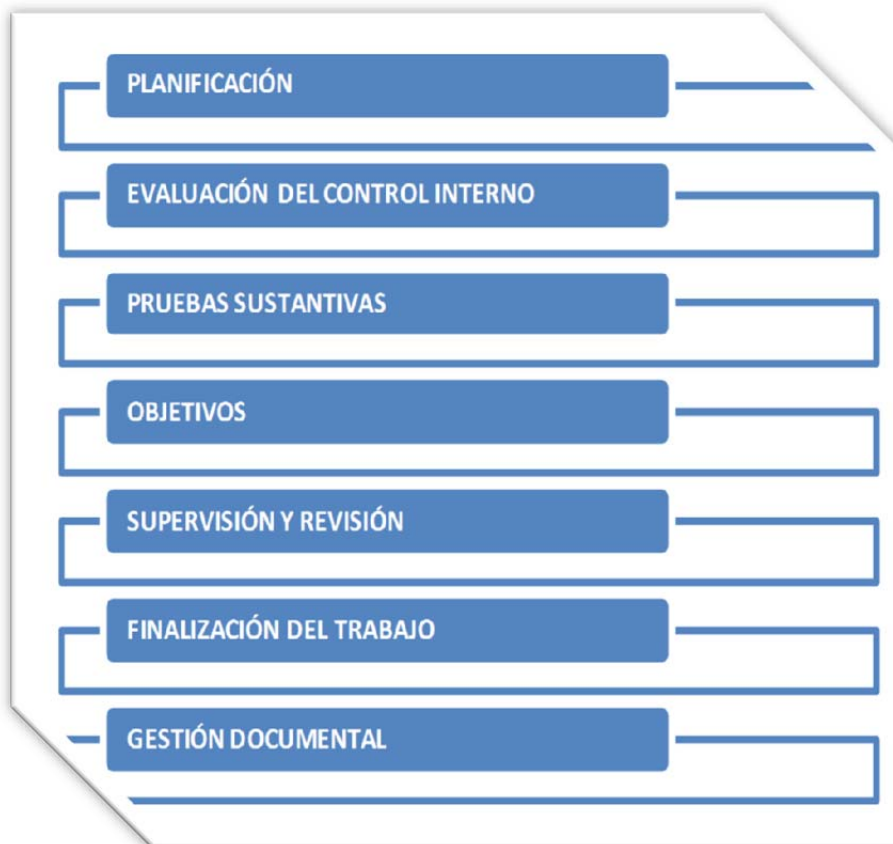 PLANIFICACIÓN
EVALUACIÓN DEL CONTROL INTERNO
PRUEBAS SUSTANTIVAS
OBJETIVOS
SUPERVISIÓN Y REVISIÓN
FINALIZACIÓN DEL TRABAJO
GESTIÓN DOCUMENTAL